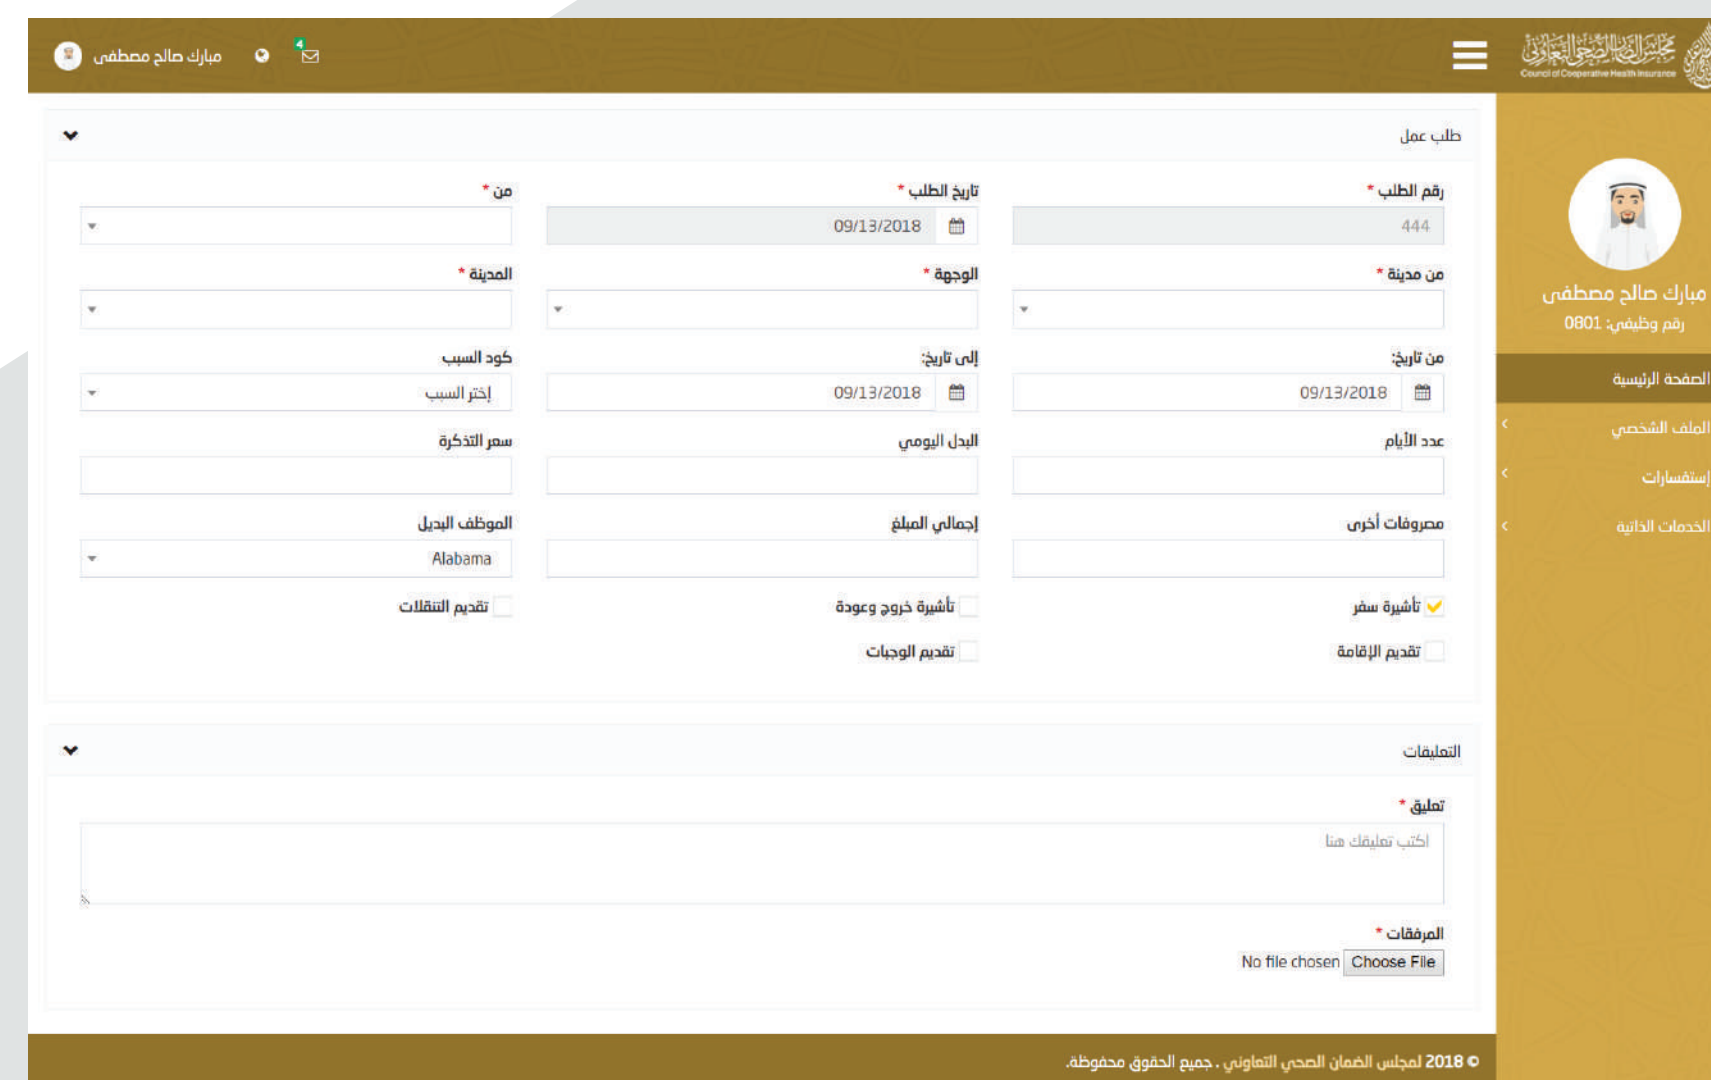 مجلس الضمان الصحي التعاوني
Council of Cooperative Health Insurance
4
مبارك صالح مصطفى
مبارك صالح مصطفى
رقم وظيفي: 0801
الصفحة الرئيسية
الملف الشخصي
إستفسارات
الخدمات الذاتية
طلب عمل
رقم الطلب * تاريخ الطلب * من *
444 09/13/2018
من مدينة * الوجهة * المدينة *
من تاريخ: إلى تاريخ: كود السبب
09/13/2018 09/13/2018 إختر السبب
عدد الأيام البدل اليومي سعر التذكرة
مصروفات أخرى إجمالي المبلغ الموظف البديل
Alabama
تأشيرة سفر تأشيرة خروج وعودة تقديم التنقلات
تقديم الإقامة تقديم الوجبات
التعليقات
تعليق *
اكتب تعليقك هنا
المرفقات *
Choose File No file chosen
© 2018 لمجلس الضمان الصحي التعاوني . جميع الحقوق محفوظة.